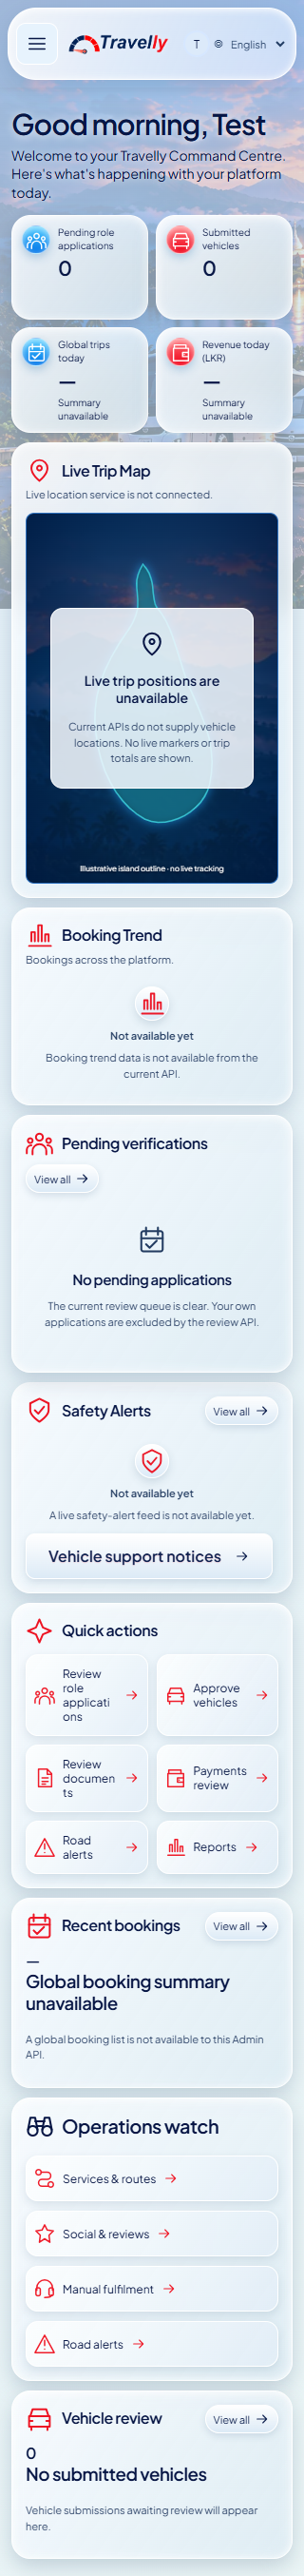 Travelly
T
English
Good morning, Test
Welcome to your Travelly Command Centre.
Here's what's happening with your platform
today.
Pending role
applications
0
Submitted
vehicles
0
Global trips
today
—
Summary
unavailable
Revenue today
(LKR)
—
Summary
unavailable
Live Trip Map
Live location service is not connected.
Live trip positions are
unavailable
Current APIs do not supply vehicle
locations. No live markers or trip
totals are shown.
Illustrative island outline · no live tracking
Booking Trend
Bookings across the platform.
Not available yet
Booking trend data is not available from the
current API.
Pending verifications
View all
No pending applications
The current review queue is clear. Your own
applications are excluded by the review API.
Safety Alerts
View all
Not available yet
A live safety-alert feed is not available yet.
Vehicle support notices
Quick actions
Review
role
applicati
ons
Approve
vehicles
Review
documen
ts
Payments
review
Road
alerts
Reports
Recent bookings
View all
—
Global booking summary
unavailable
A global booking list is not available to this Admin
API.
Operations watch
Services & routes
Social & reviews
Manual fulfilment
Road alerts
Vehicle review
View all
0
No submitted vehicles
Vehicle submissions awaiting review will appear
here.